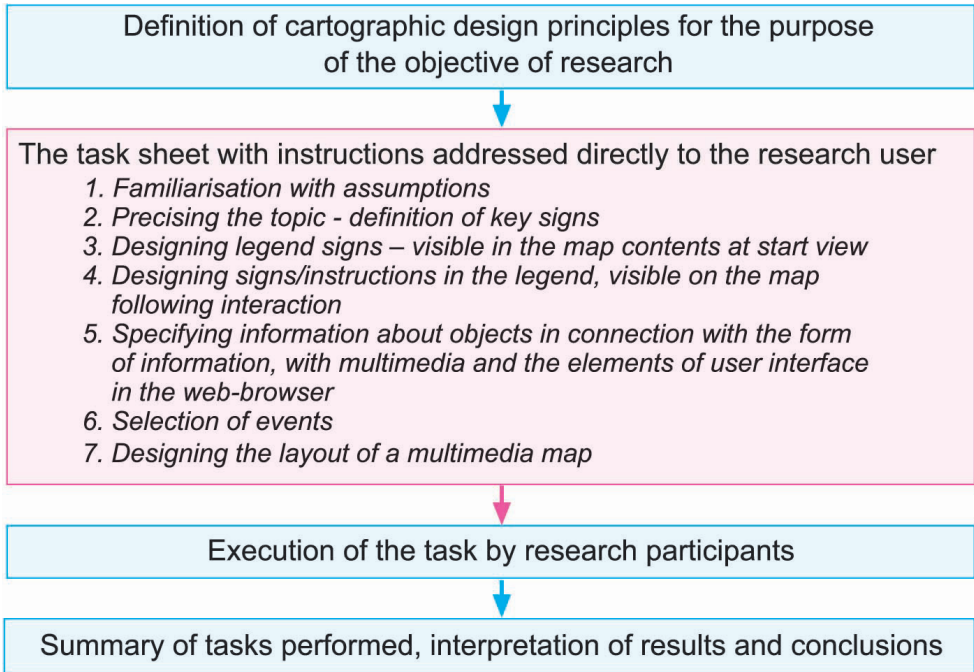 Definition of cartographic design principles for the purpose
of the objective of research
The task sheet with instructions addressed directly to the research user
1. Familiarisation with assumptions
2. Precising the topic - definition of key signs
3. Designing legend signs – visible in the map contents at start view
4. Designing signs/instructions in the legend, visible on the map
following interaction
5. Specifying information about objects in connection with the form
of information, with multimedia and the elements of user interface
in the web-browser
6. Selection of events
7. Designing the layout of a multimedia map
Execution of the task by research participants
Summary of tasks performed, interpretation of results and conclusions